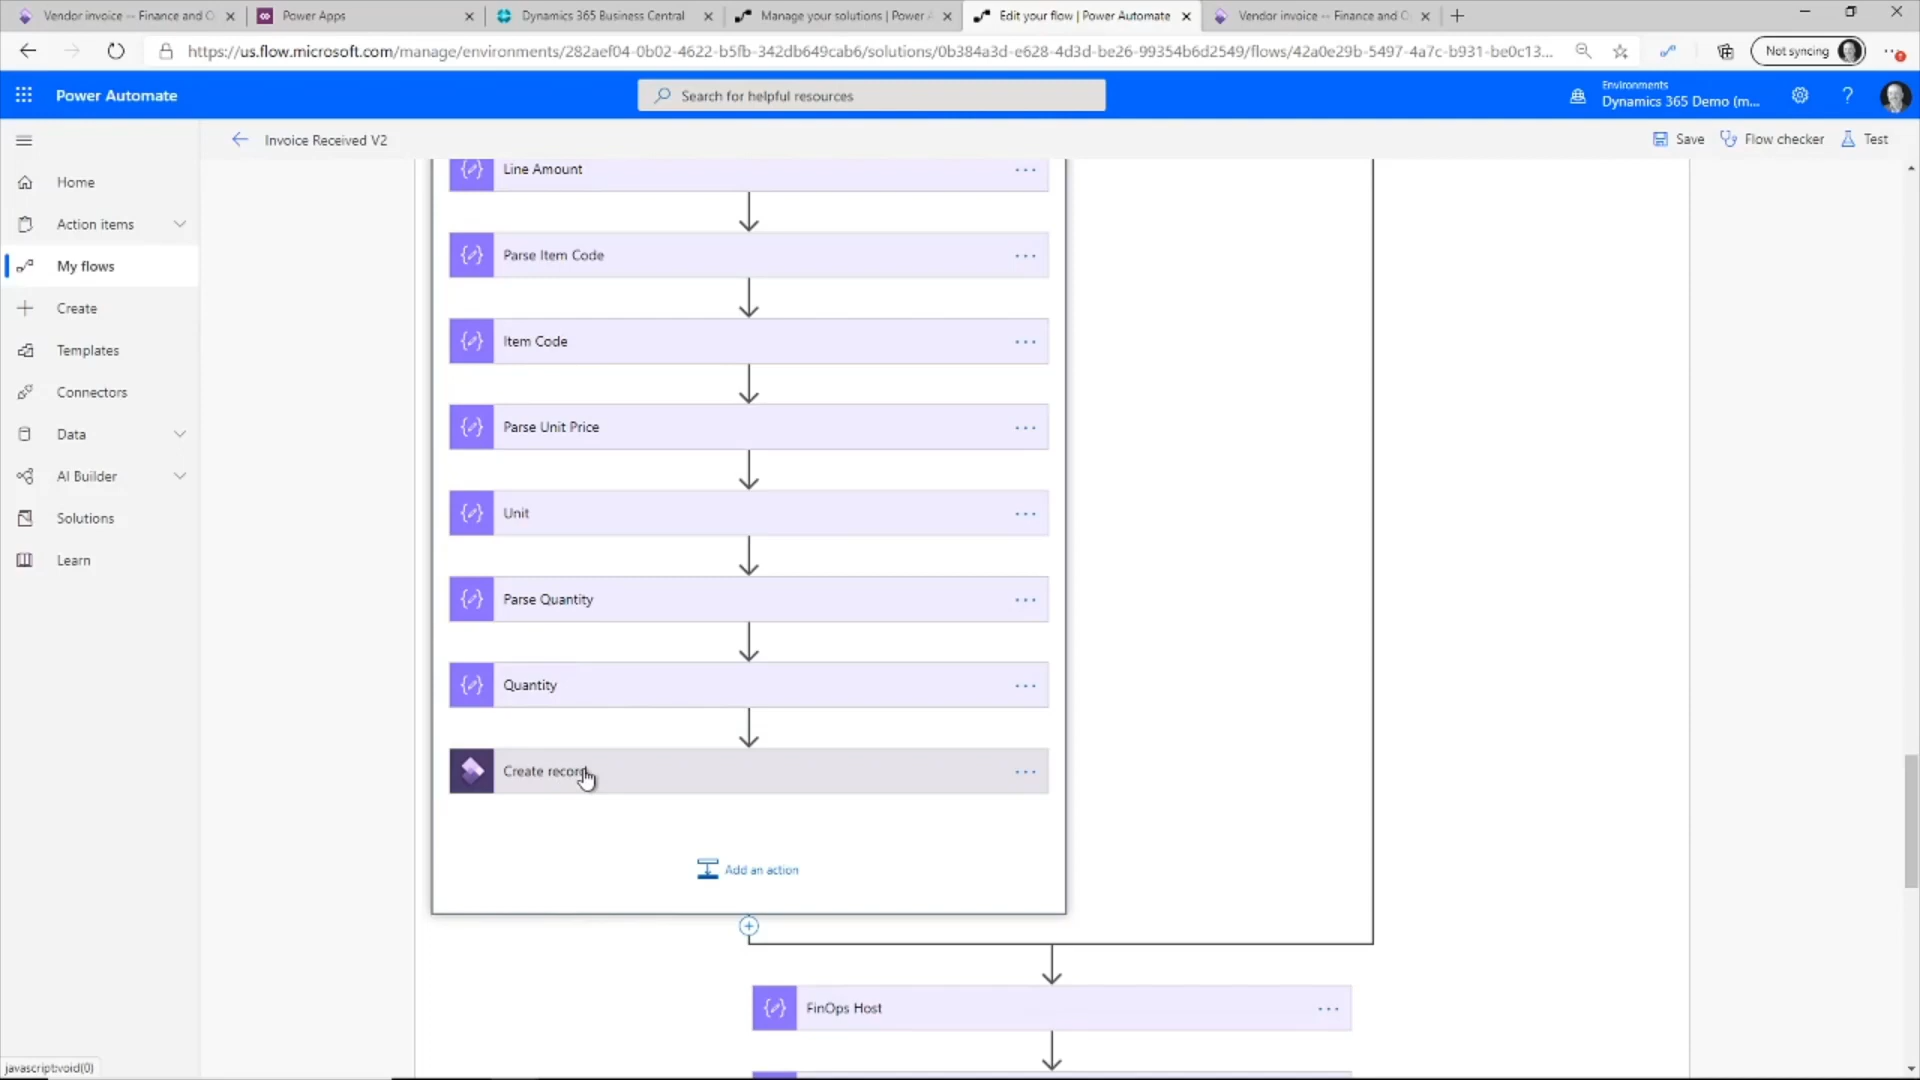 Vendor invoice -- Finance and O
Power Apps
Dynamics 365 Business Central
Manage your solutions | Power A
Edit your flow | Power Automate
Vendor invoice -- Finance and O
https://us.flow.microsoft.com/manage/environments/282aef04-0b02-4622-b5fb-342db649cab6/solutions/0b384a3d-e628-4d3d-be26-99354b6d2549/flows/42a0e29b-5497-4a7c-b931-be0c13...
Not syncing
Power Automate
Search for helpful resources
Environments
Dynamics 365 Demo (m...
?
Invoice Received V2
Save
Flow checker
Test
Home
Action items
My flows
Create
Templates
Connectors
Data
AI Builder
Solutions
Learn
Line Amount
Parse Item Code
Item Code
Parse Unit Price
Unit
Parse Quantity
Quantity
Create record
Add an action
FinOps Host
javascript:void(0)